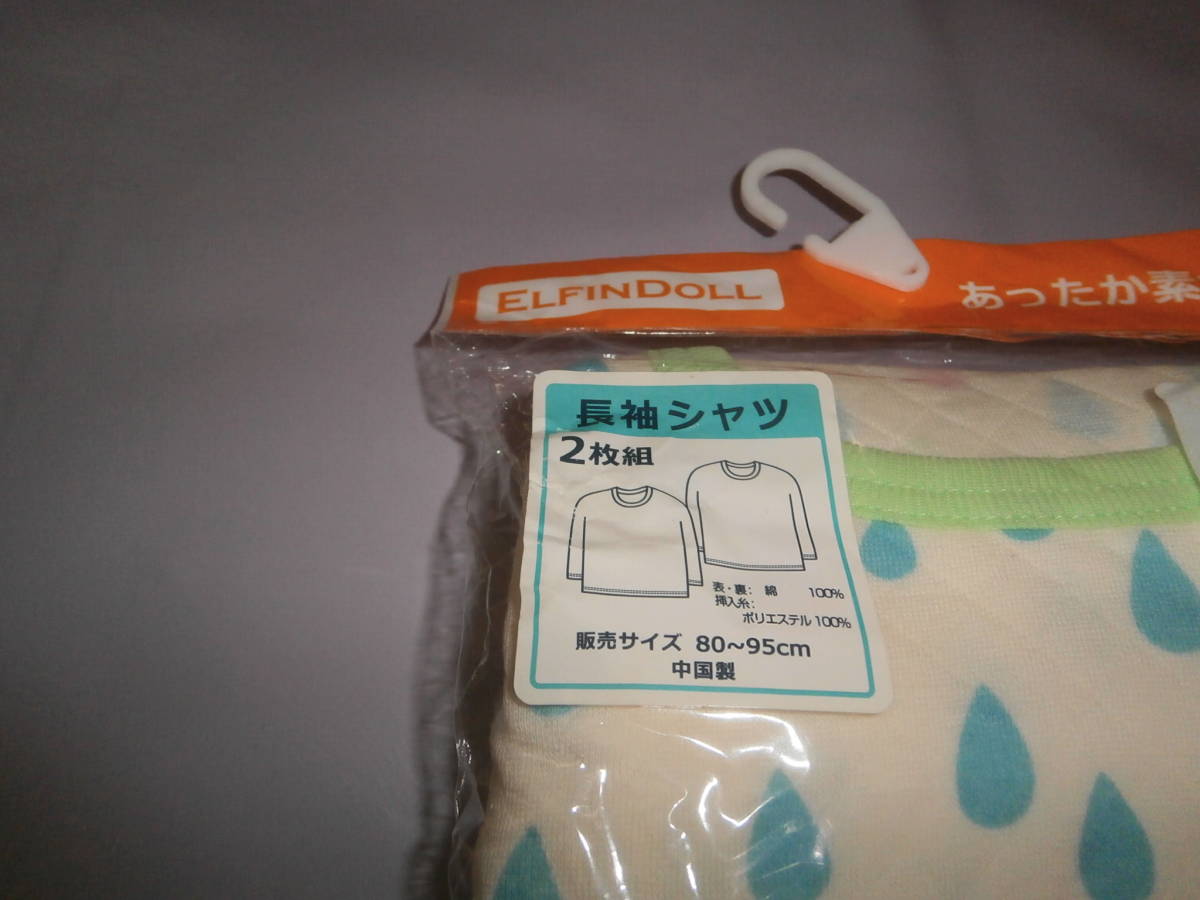 ELFINDOLL
あったか素
長袖シャツ
2枚組
表・裏: 綿 100%
挿入糸:
ポリエステル 100%
販売サイズ 80~95cm
中国製